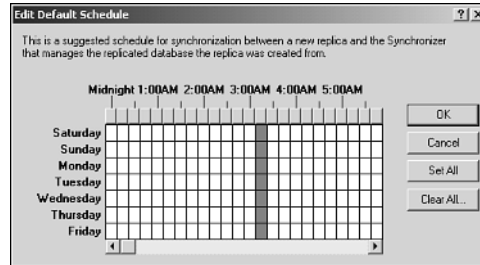 Edit Default Schedule
This is a suggested schedule for synchronization between a new replica and the Synchronizer
that manages the replicated database the replica was created from.
Midnight 1:00AM 2:00AM 3:00AM 4:00AM 5:00AM
OK
Saturday
Sunday
Cancel
Monday
Tuesday
Set All
Wednesday
Clear All...
Thursday
Friday